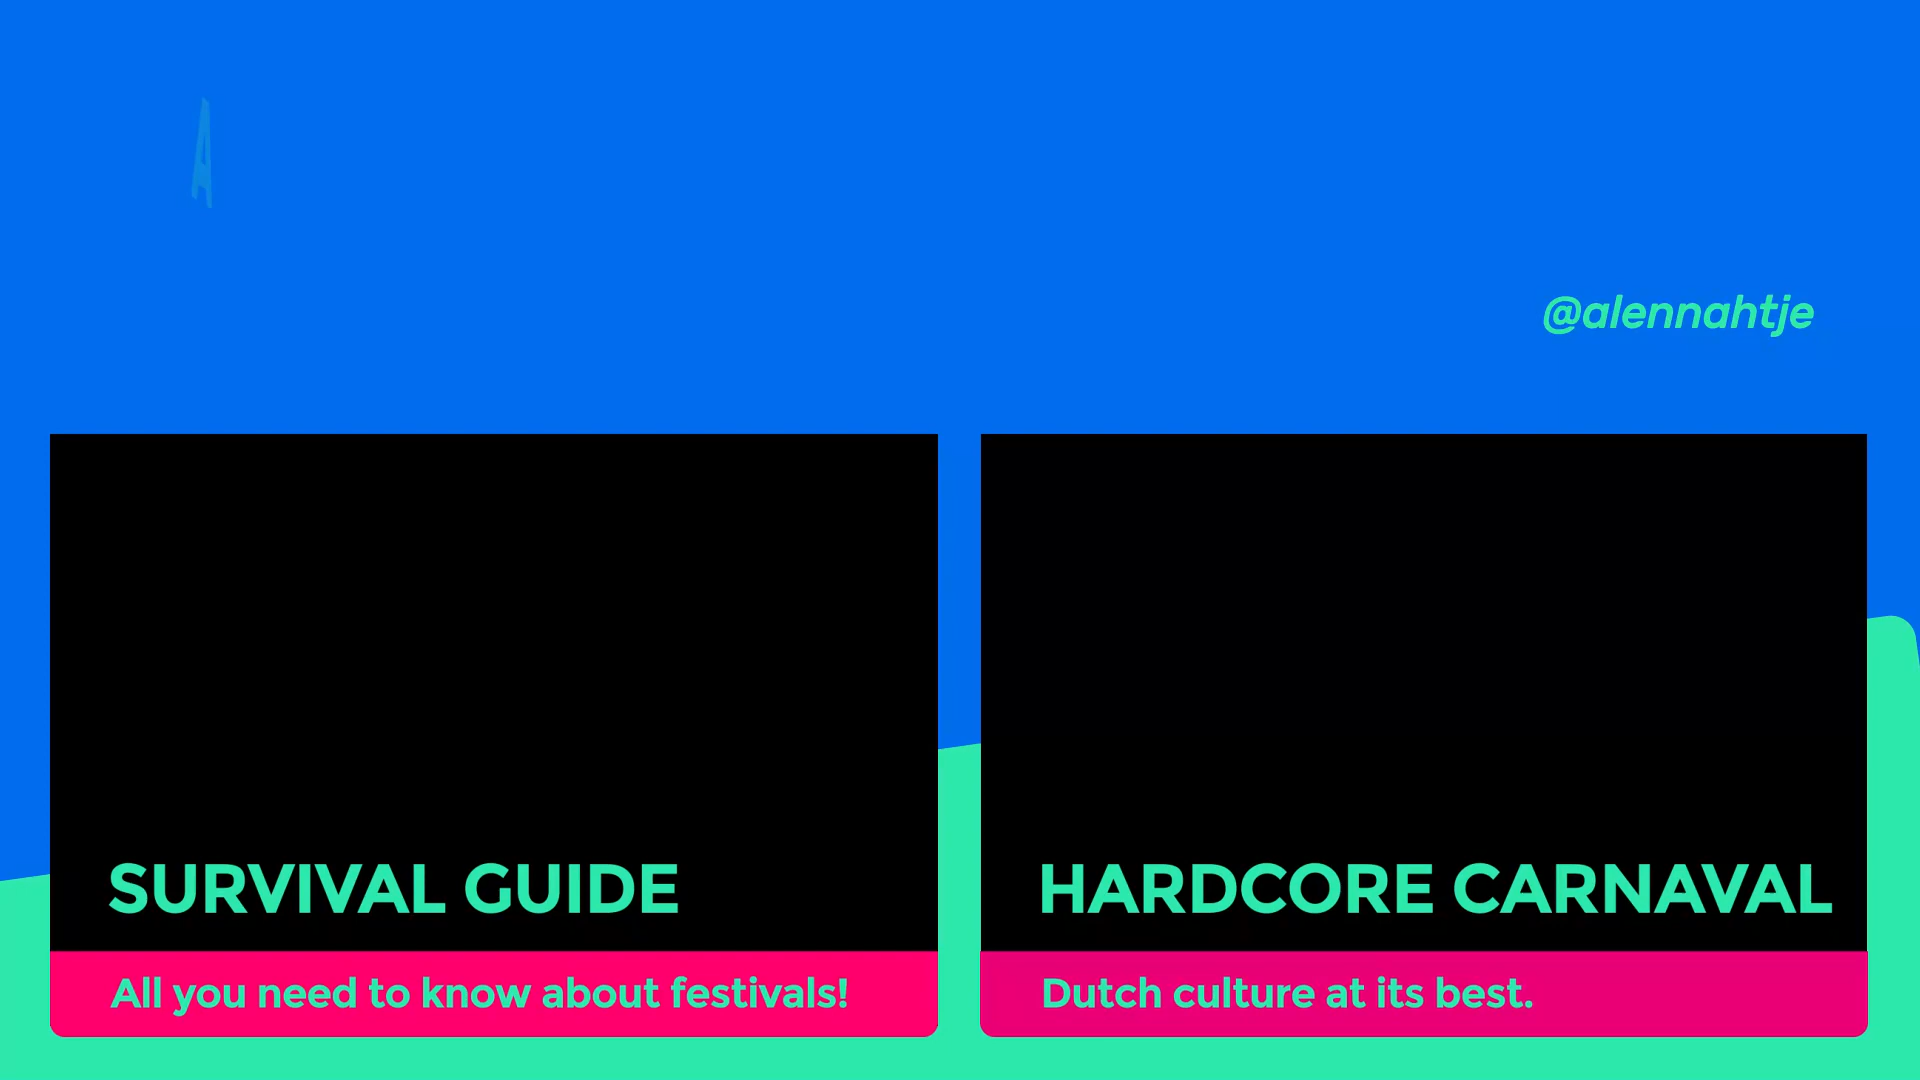 A
@alennahtje
SURVIVAL GUIDE
All you need to know about festivals!
HARDCORE CARNAVAL
Dutch culture at its best.